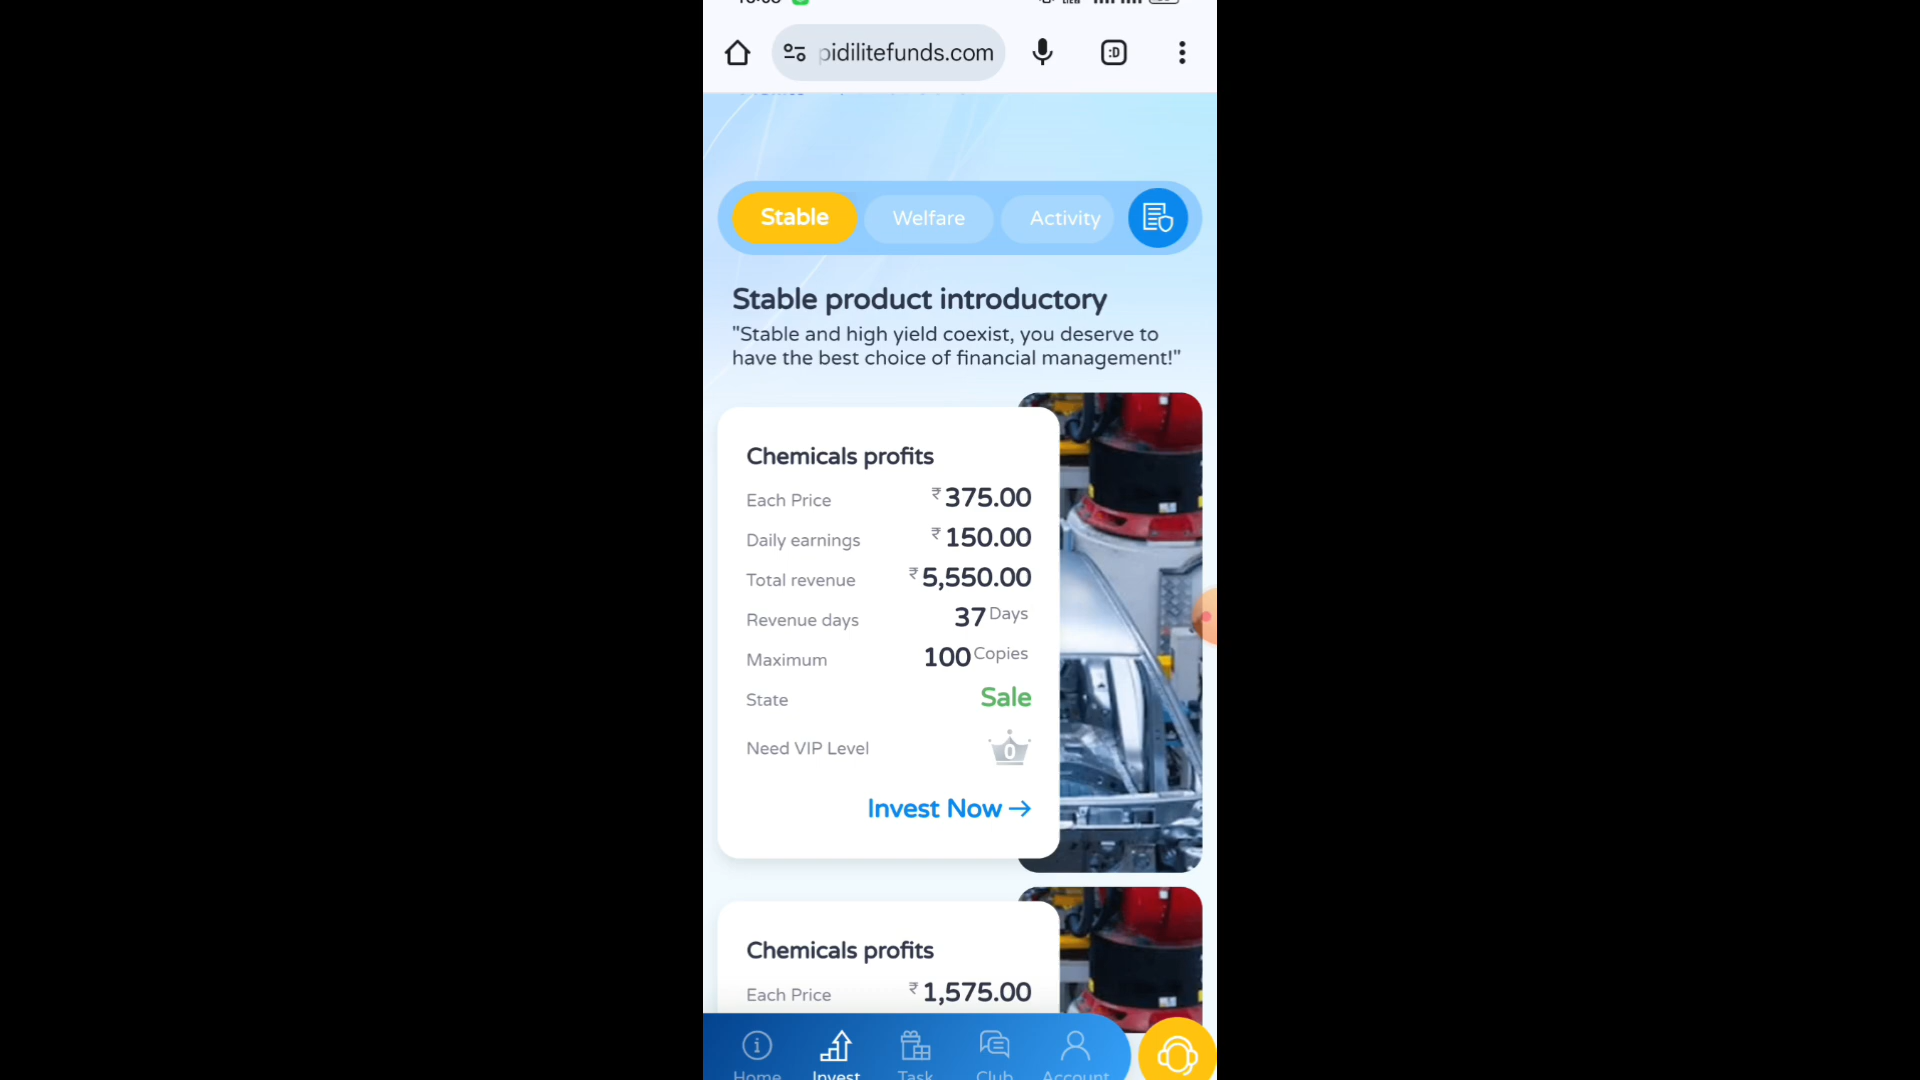 pidilitefunds.com
:D
Stable
Welfare
Activity
Stable product introductory
"Stable and high yield coexist, you deserve to
have the best choice of financial management!"
Chemicals profits
Each Price ₹375.00
Daily earnings ₹150.00
Total revenue ₹5,550.00
Revenue days 37 Days
Maximum 100 Copies
State Sale
Need VIP Level 0
Invest Now
Chemicals profits
Each Price ₹1,575.00
Home
Invest
Task
Club
Account